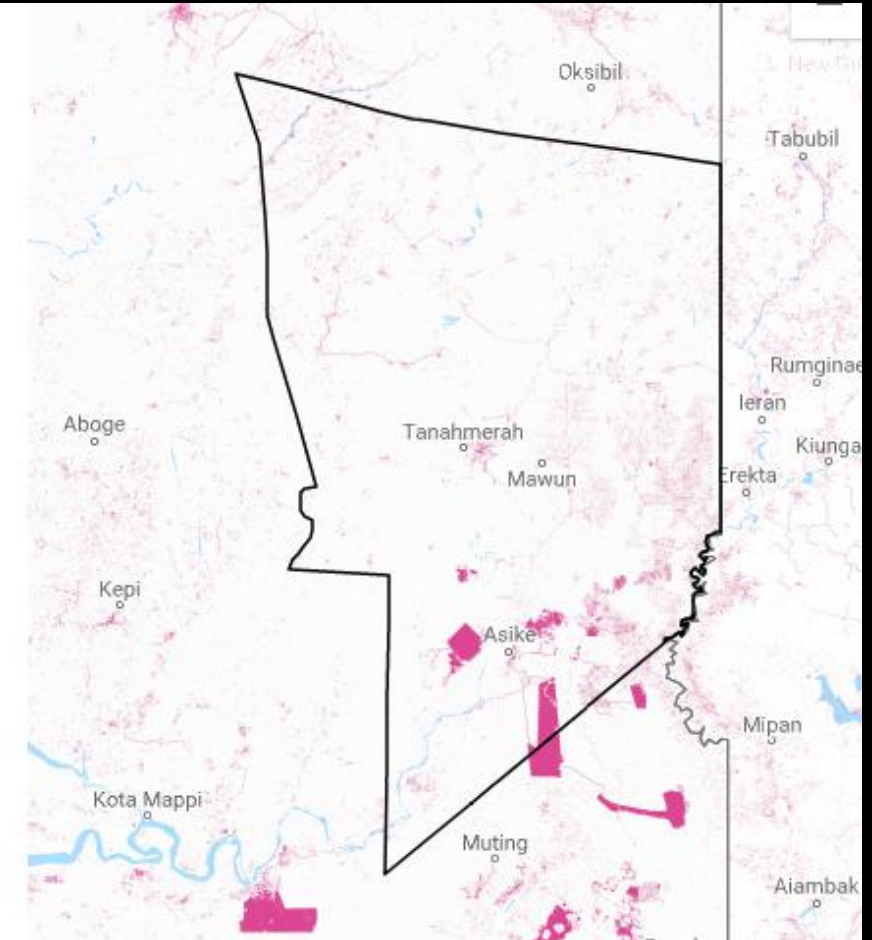 Oksibil
Tabubil
Rumginae
Ieran
Aboge
Tanahmerah
Kiunga
Mawun
Erekta
Kepi
Asike
Mipan
Kota Mappi
Muting
Aiambak